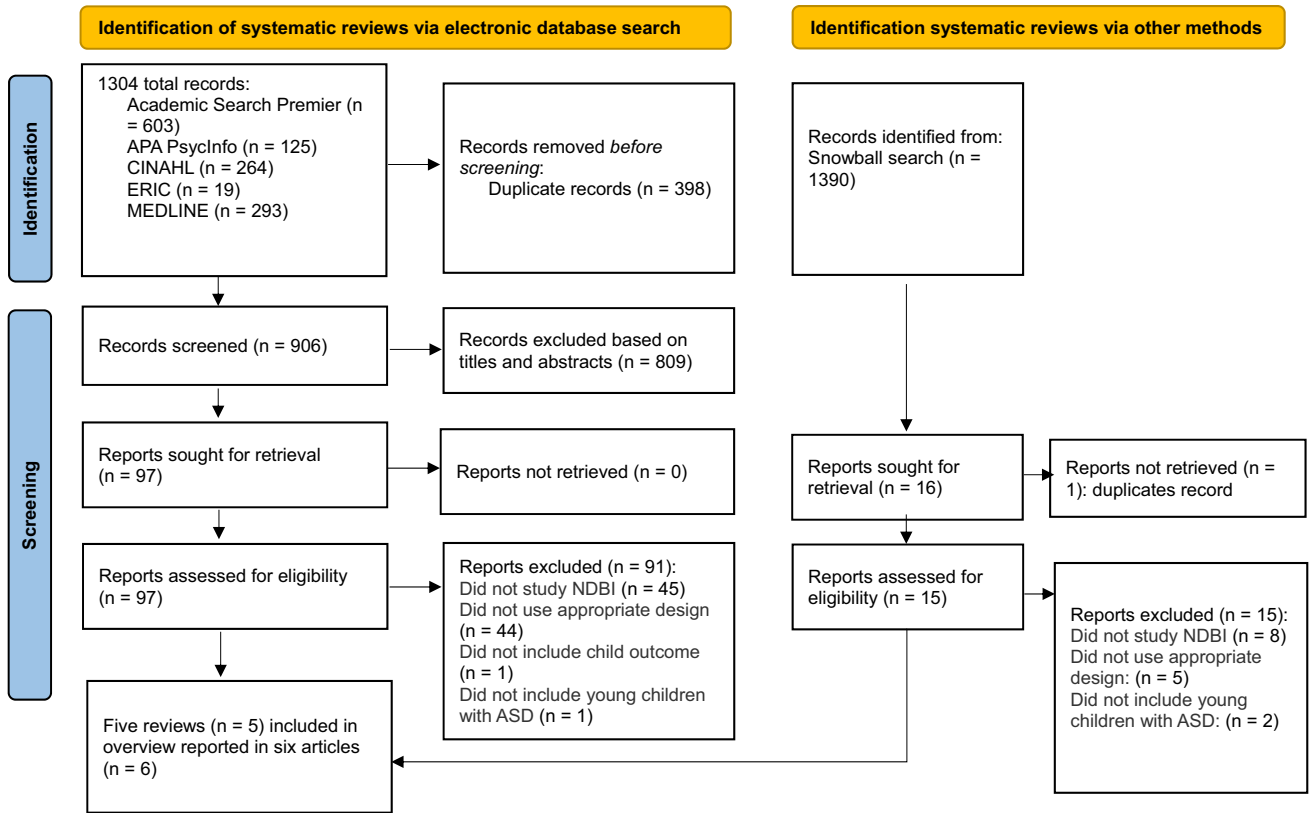 Identification of systematic reviews via electronic database search
Identification systematic reviews via other methods
Identification
1304 total records:
Academic Search Premier (n
= 603)
APA PsycInfo (n = 125)
CINAHL (n = 264)
ERIC (n = 19)
MEDLINE (n = 293)
Records removed before
screening:
Duplicate records (n = 398)
Records identified from:
Snowball search (n =
1390)
Screening
Records screened (n = 906)
Records excluded based on
titles and abstracts (n = 809)
Reports sought for retrieval
(n = 97)
Reports not retrieved (n = 0)
Reports sought for
retrieval (n = 16)
Reports not retrieved (n =
1): duplicates record
Reports assessed for eligibility
(n = 97)
Reports excluded (n = 91):
Did not study NDBI (n = 45)
Did not use appropriate design
(n = 44)
Did not include child outcome
(n = 1)
Did not include young children
with ASD (n = 1)
Reports assessed for
eligibility (n = 15)
Reports excluded (n = 15):
Did not study NDBI (n = 8)
Did not use appropriate
design: (n = 5)
Did not include young
children with ASD: (n = 2)
Five reviews (n = 5) included in
overview reported in six articles
(n = 6)